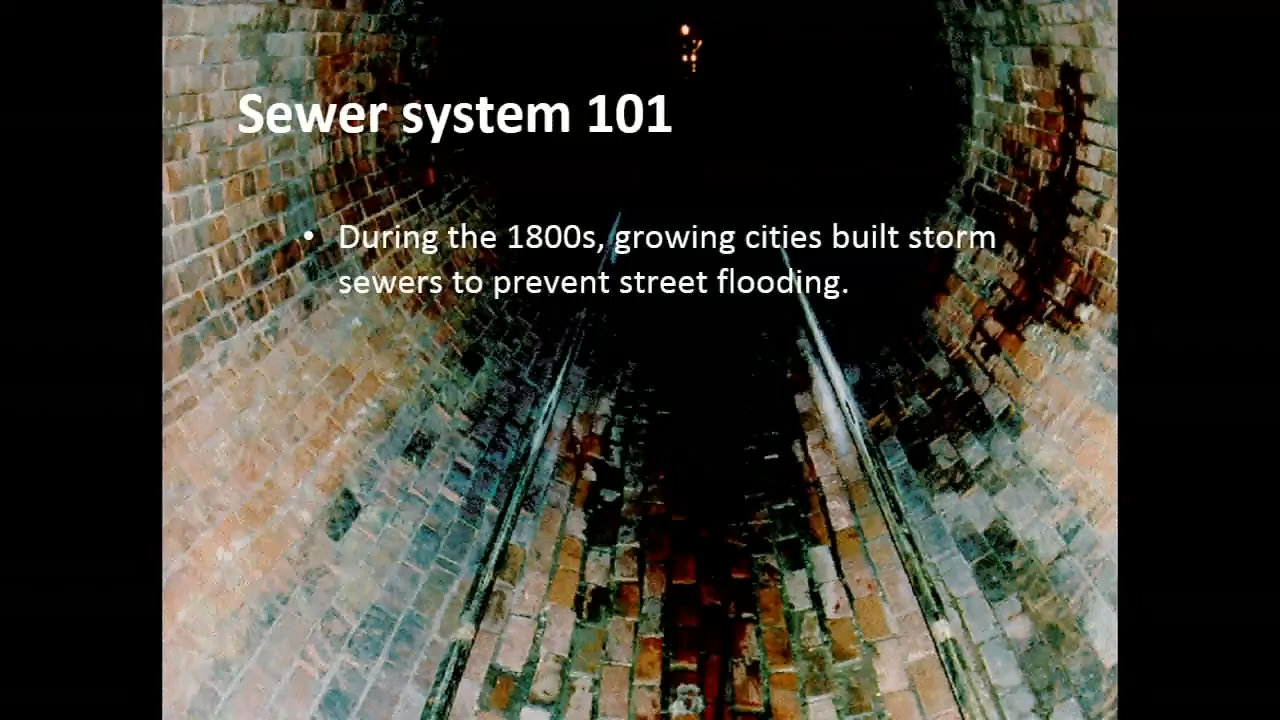 Sewer system 101
• During the 1800s, growing cities built storm
sewers to prevent street flooding.